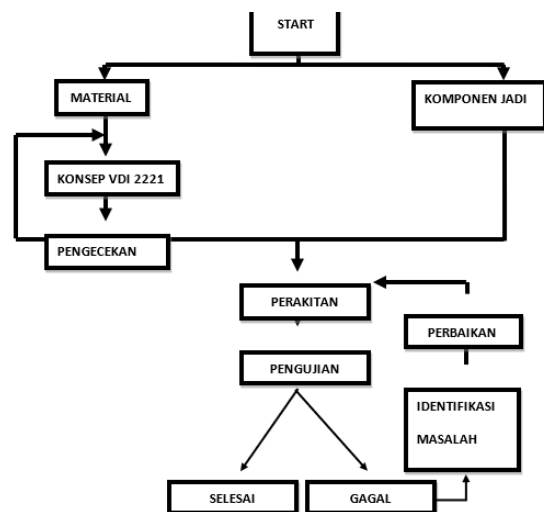 START
MATERIAL
KOMPONEN JADI
KONSEP VDI 2221
PENGECEKAN
PERAKITAN
PERBAIKAN
PENGUJIAN
IDENTIFIKASI
MASALAH
SELESAI
GAGAL